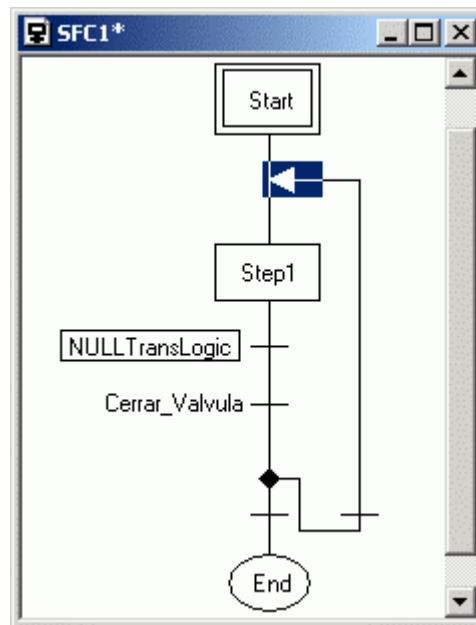 SFC1*
Start
Step1
NULLTransLogic
Cerrar_Valvula
End